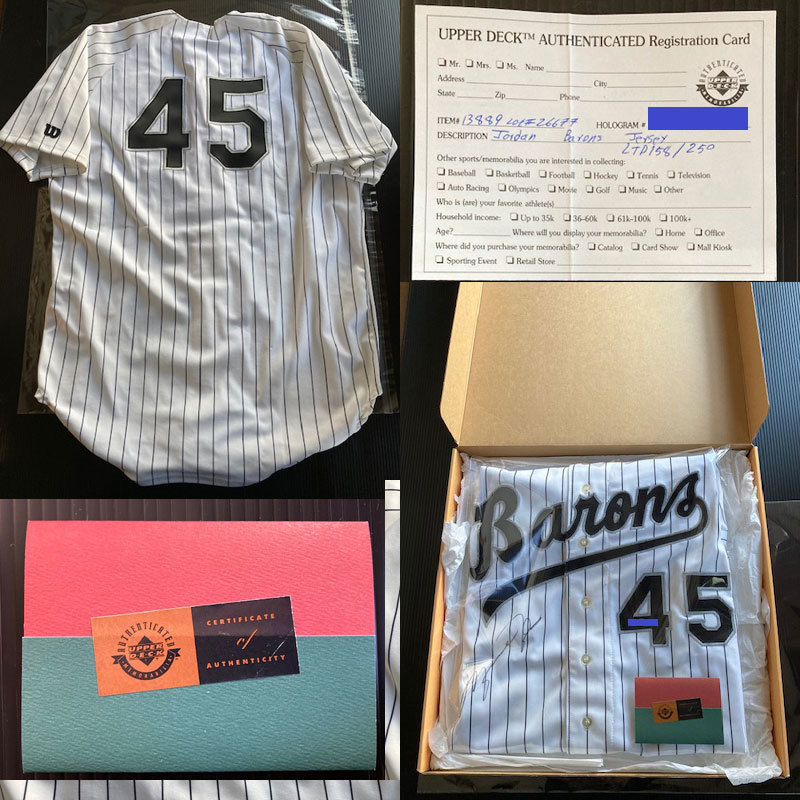 45
W
UPPER DECK™ AUTHENTICATED Registration Card
☐ Mr. ☐ Mrs. ☐ Ms. Name
Address City
State Zip Phone
AUTHENTICATED
MEMORABILIA
ITEM# 13889 LOT# 26677 HOLOGRAM #
DESCRIPTION Jordan Barons Jersey
LTD 158/250
Other sports/memorabilia you are interested in collecting:
☐ Baseball ☐ Basketball ☐ Football ☐ Hockey ☐ Tennis ☐ Television
☐ Auto Racing ☐ Olympics ☐ Movie ☐ Golf ☐ Music ☐ Other
Who is (are) your favorite athlete(s)
Household income: ☐ Up to 35k ☐ 36-60k ☐ 61k-100k ☐ 100k+
Age? Where will you display your memorabilia? ☐ Home ☐ Office
Where did you purchase your memorabilia? ☐ Catalog ☐ Card Show ☐ Mall Kiosk
☐ Sporting Event ☐ Retail Store
Barons
45
AUTHENTICATED
UPPER DECK
MEMORABILIA
CERTIFICATE
of
AUTHENTICITY